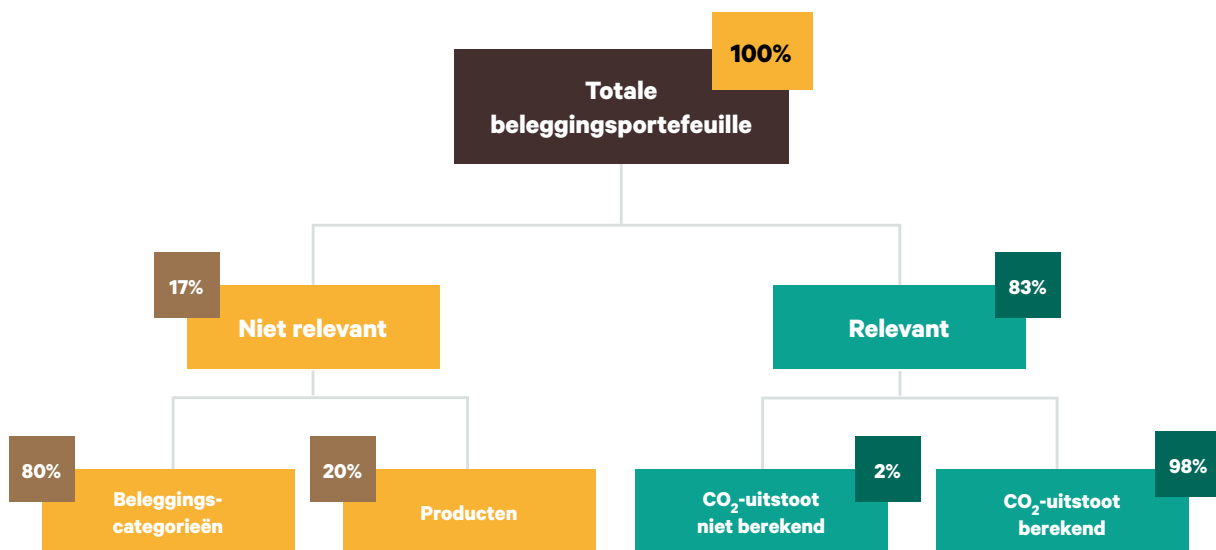 100%
Totale
beleggingsportefeuille
17%
Niet relevant
83%
Relevant
80%
Beleggings-
categorieën
20%
Producten
2%
CO₂-uitstoot
niet berekend
98%
CO₂-uitstoot
berekend